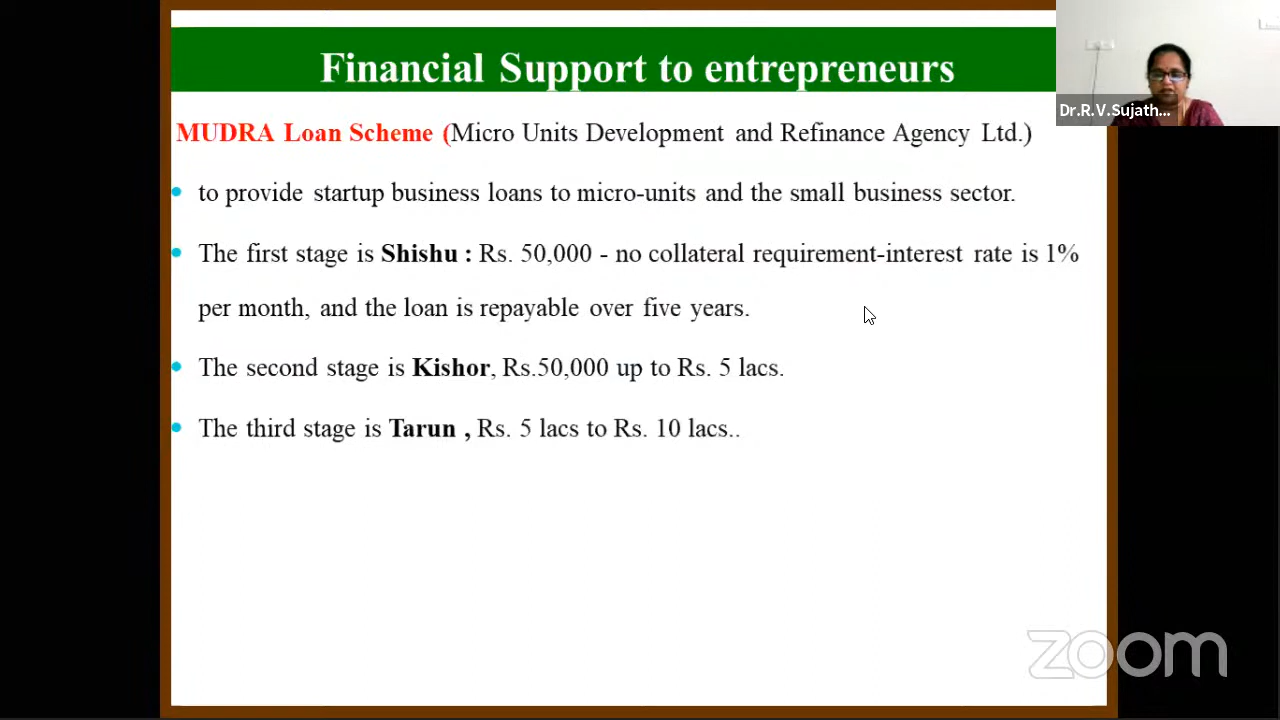 Financial Support to entrepreneurs
Dr.R.V.Sujath...
MUDRA Loan Scheme (Micro Units Development and Refinance Agency Ltd.)
to provide startup business loans to micro-units and the small business sector.
The first stage is Shishu : Rs. 50,000 - no collateral requirement-interest rate is 1%
per month, and the loan is repayable over five years.
The second stage is Kishor, Rs.50,000 up to Rs. 5 lacs.
The third stage is Tarun , Rs. 5 lacs to Rs. 10 lacs..
zoom